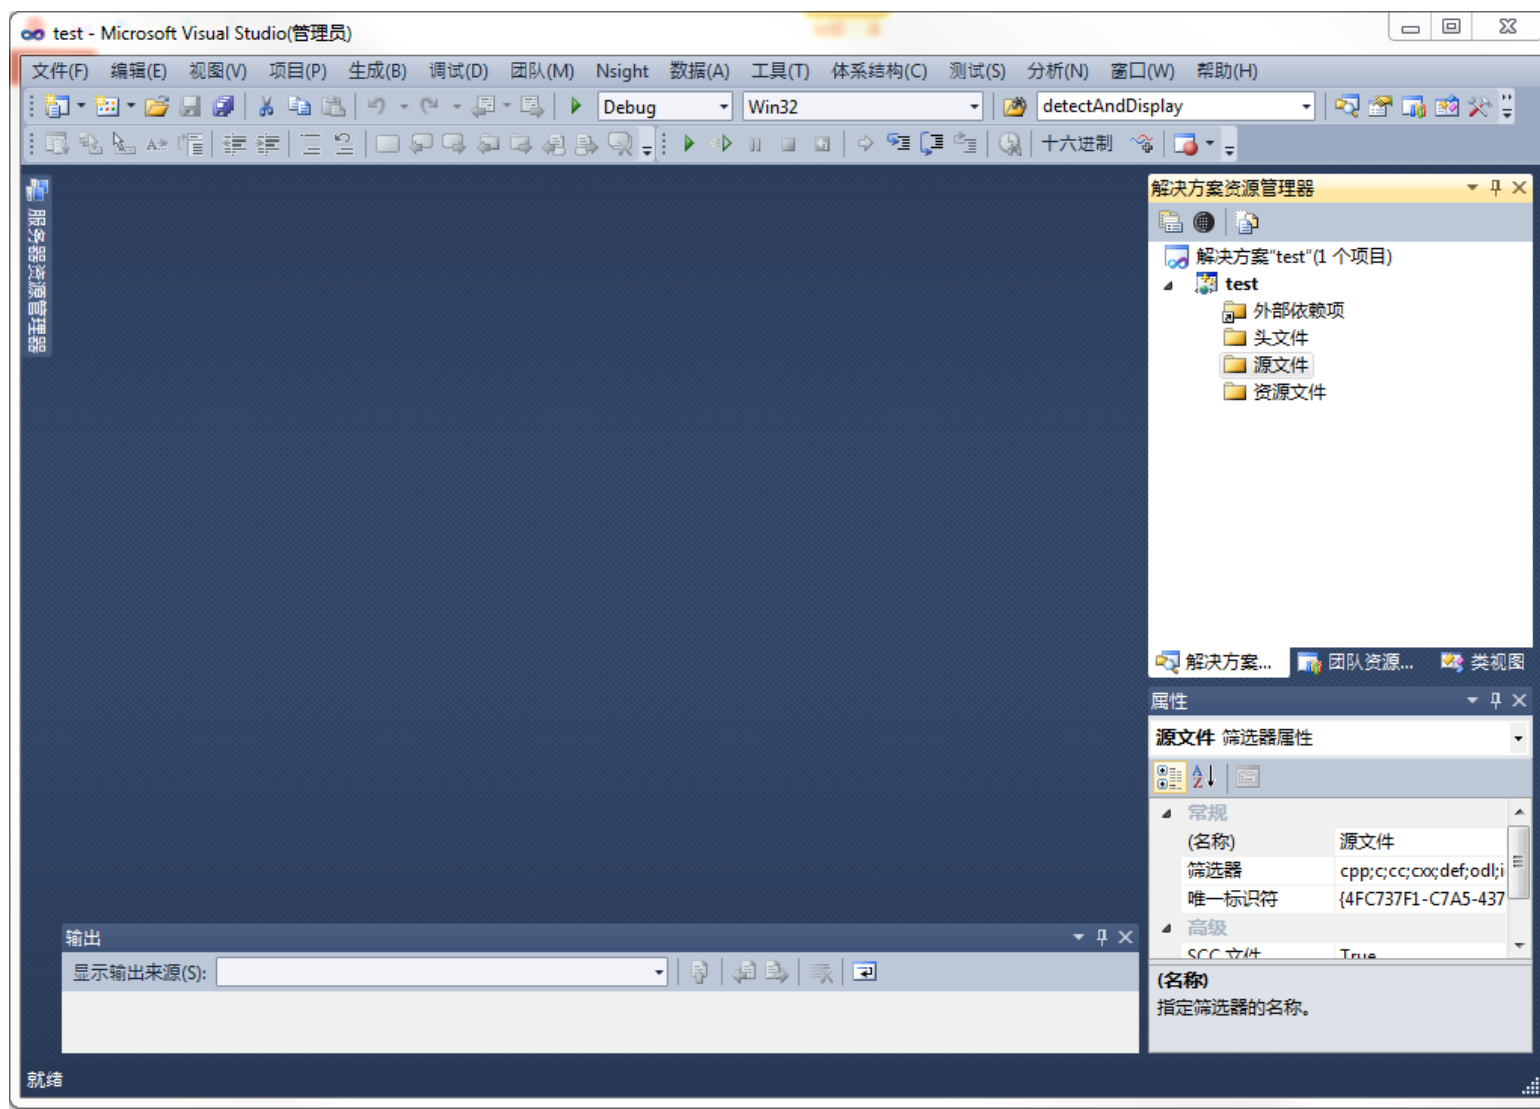 test - Microsoft Visual Studio(管理员)
文件(F) 编辑(E) 视图(V) 项目(P) 生成(B) 调试(D) 团队(M) Nsight 数据(A) 工具(T) 体系结构(C) 测试(S) 分析(N) 窗口(W) 帮助(H)
Debug Win32 detectAndDisplay
十六进制
服务器资源管理器
解决方案资源管理器
解决方案"test"(1 个项目)
test
外部依赖项
头文件
源文件
资源文件
解决方案... 团队资源... 类视图
属性
源文件 筛选器属性
常规
(名称) 源文件
筛选器 cpp;c;cc;cxx;def;odl;i
唯一标识符 {4FC737F1-C7A5-437
高级
SCC 文件 True
(名称)
指定筛选器的名称。
输出
显示输出来源(S):
就绪